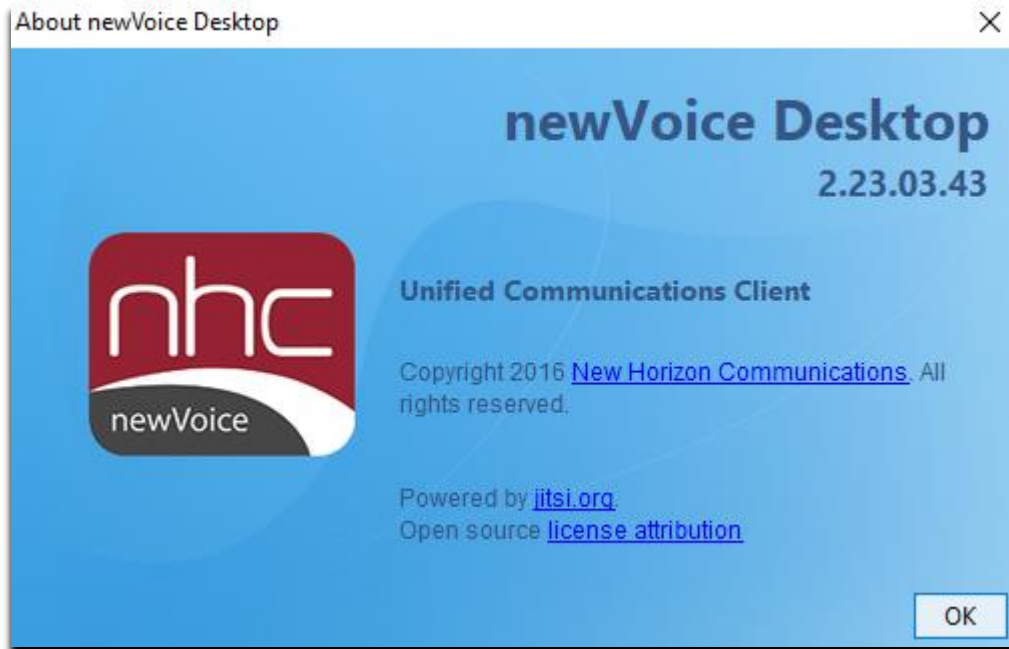 About newVoice Desktop
newVoice Desktop
2.23.03.43
nhc
newVoice
Unified Communications Client
Copyright 2016 New Horizon Communications. All
rights reserved.
Powered by jitsi.org.
Open source license attribution
OK